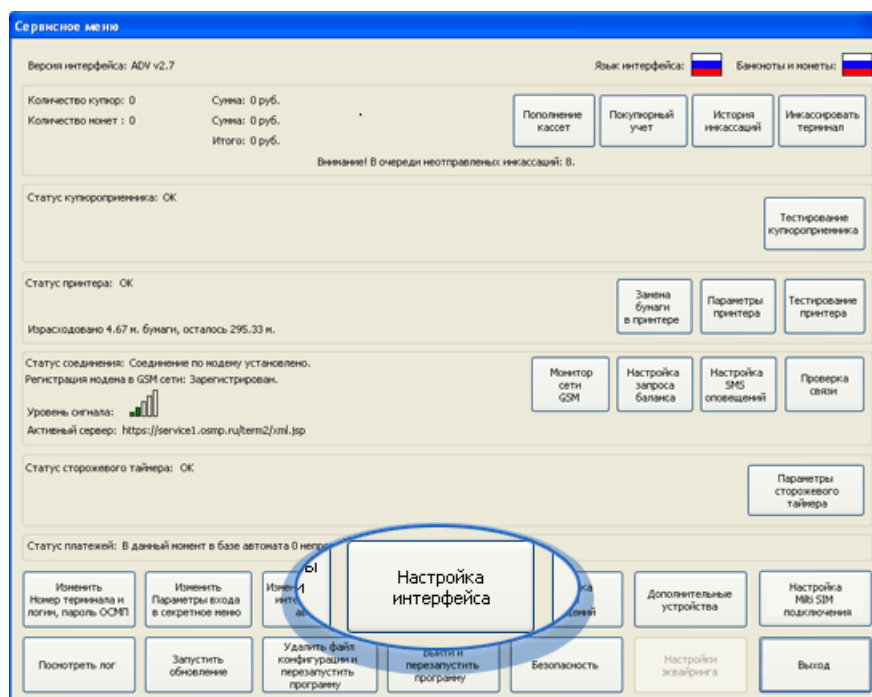 Сервисное меню
Версия интерфейса: ADV v2.7
Язык интерфейса:
Банкноты и монеты:
Количество купюр: 0
Сумма: 0 руб.
Количество монет : 0
Сумма: 0 руб.
Итого: 0 руб.
Пополнение
кассет
Покупюрный
учет
История
инкассаций
Инкассировать
терминал
Внимание! В очереди неотправленых инкассаций: 8.
Статус купюроприемника: OK
Тестирование
купюроприемника
Статус принтера: OK
Израсходовано 4.67 м. бумаги, осталось 295.33 м.
Замена
бумаги
в принтере
Параметры
принтера
Тестирование
принтера
Статус соединения: Соединение по модему установлено.
Регистрация модема в GSM сети: Зарегистрирован.
Уровень сигнала:
Активный сервер: https://service1.osmp.ru/term2/xml.jsp
Монитор
сети
GSM
Настройка
запроса
баланса
Настройка
SMS
оповещений
Проверка
связи
Статус сторожевого таймера: OK
Параметры
сторожевого
таймера
Статус платежей: В данный момент в базе автомата 0
Изменить
Номер терминала и
логин, пароль ОСМП
Изменить
Параметры входа
в секретное меню
Настройка
интерфейса
Дополнительные
устройства
Настройка
Milti SIM
подключения
Посмотреть лог
Запустить
обновление
Удалить файл
конфигурации и
перезапустить
программу
Выйти и
перезапустить
программу
Безопасность
Настройки
эквайринга
Выход